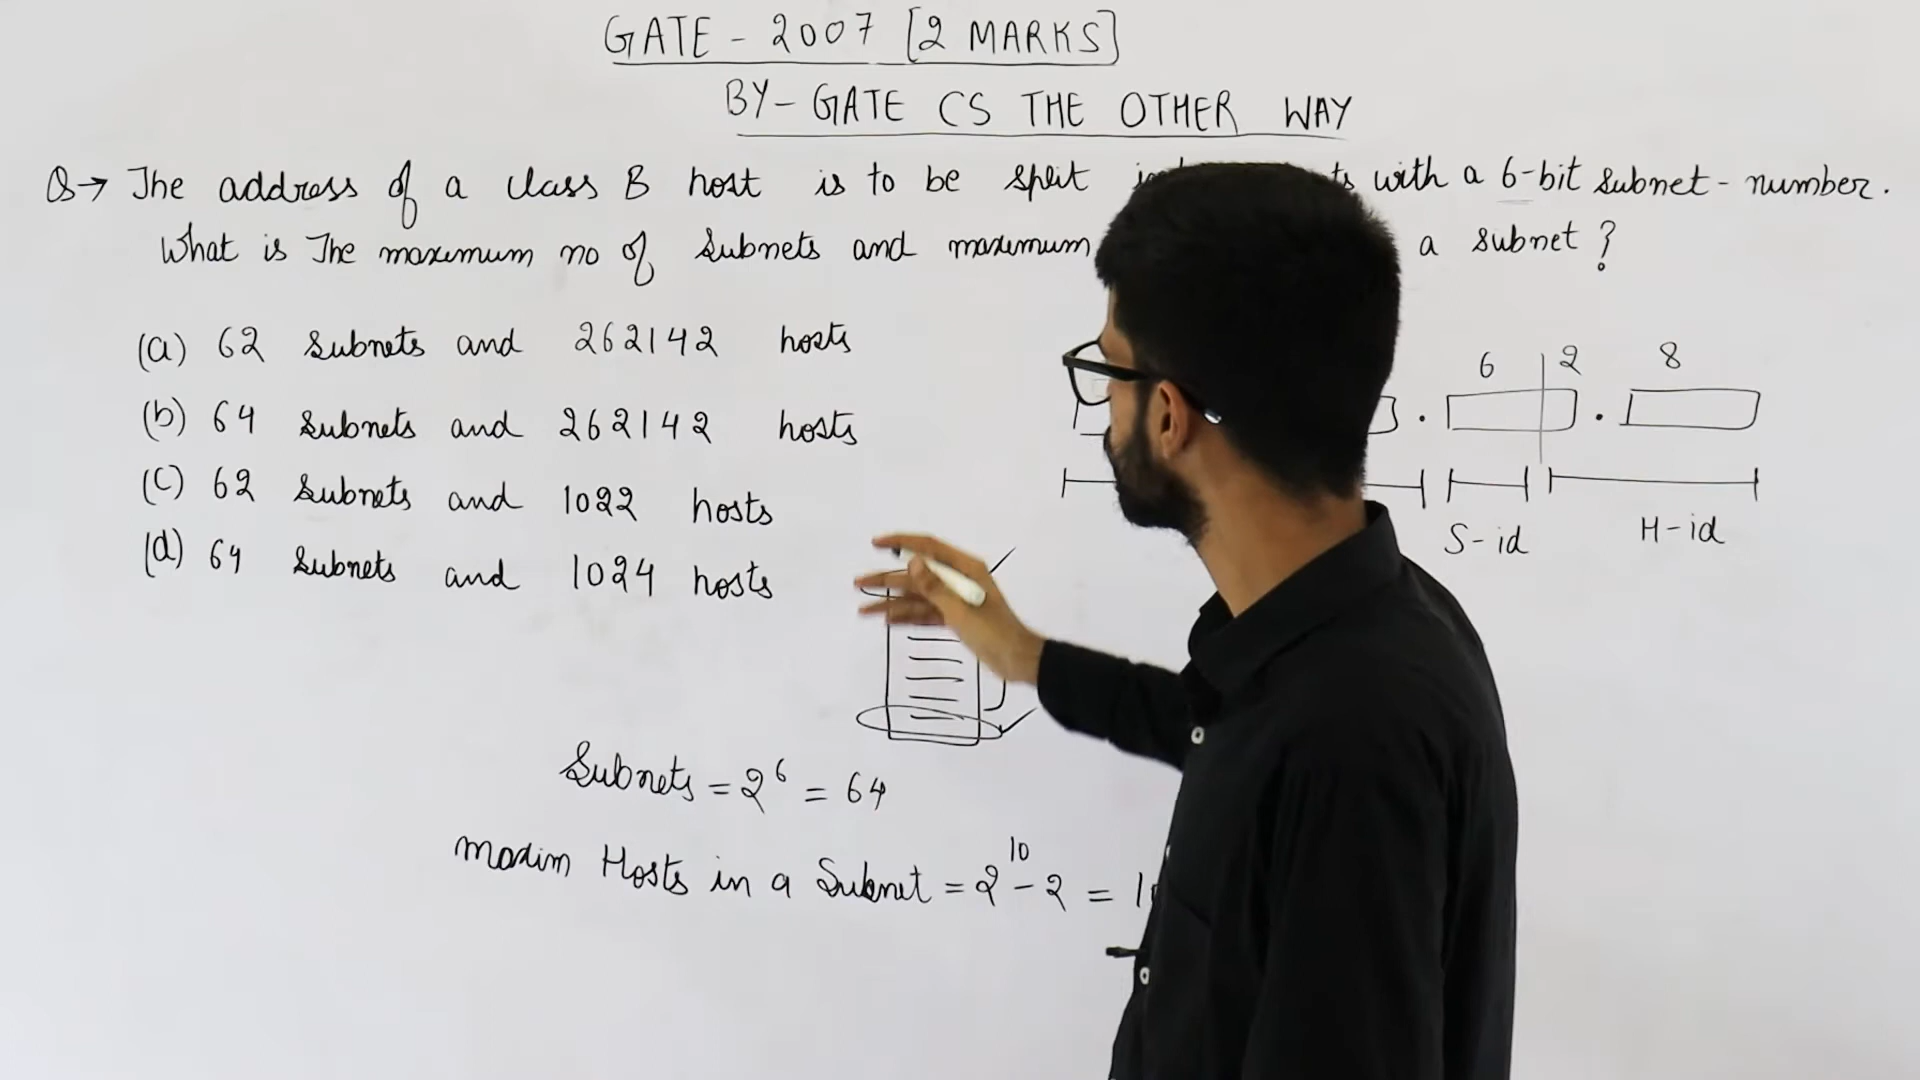 GATE - 2007 [2 MARKS]
BY- GATE CS THE OTHER WAY
Q→ The address of a class B host is to be split with a 6-bit subnet-number.
What is The maximum no of Subnets and maximum a subnet?
(a) 62 subnets and 262142 hosts
(b) 64 subnets and 262142 hosts
(c) 62 subnets and 1022 hosts
(d) 64 subnets and 1024 hosts
6 2 8
. .
S-id H-id
Subnets = 2^6 = 64
maxim Hosts in a Subnet = 2^10 - 2 =